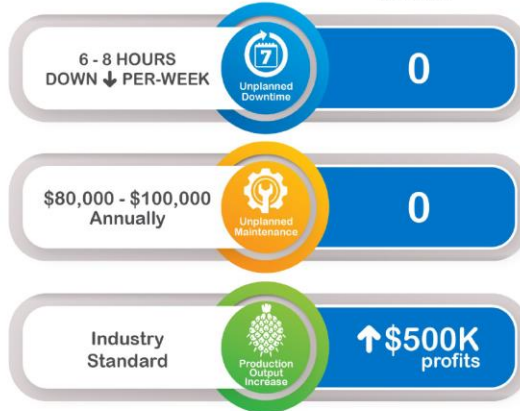 6 - 8 HOURS
DOWN ↓ PER-WEEK
7
Unplanned
Downtime
0
$80,000 - $100,000
Annually
Unplanned
Maintenance
0
Industry
Standard
Production
Output
Increase
↑$500K
profits